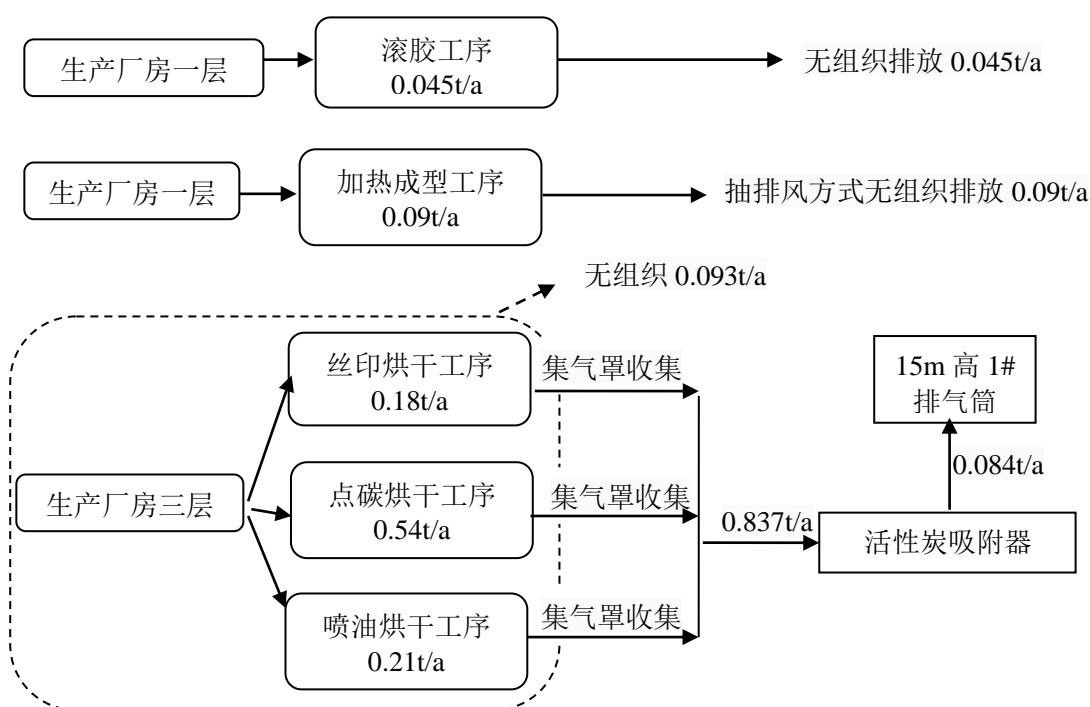 生产厂房一层
滚胶工序
0.045t/a
无组织排放 0.045t/a
生产厂房一层
加热成型工序
0.09t/a
抽排风方式无组织排放 0.09t/a
无组织 0.093t/a
丝印烘干工序
0.18t/a
集气罩收集
15m 高 1#
排气筒
0.084t/a
生产厂房三层
点碳烘干工序
0.54t/a
集气罩收集
0.837t/a
活性炭吸附器
喷油烘干工序
0.21t/a
集气罩收集